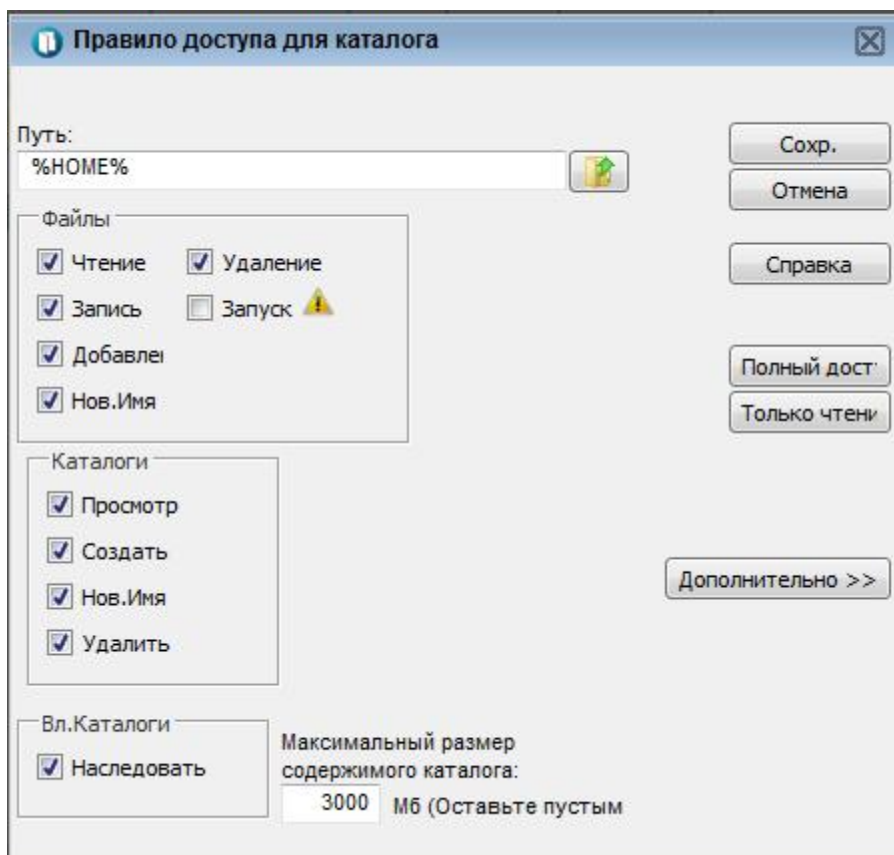 Правило доступа для каталога
Путь:
%HOME%
Сохр.
Отмена
Файлы
Чтение
Удаление
Справка
Запись
Запуск
Добавлен
Полный дост
Нов.Имя
Только чтени
Каталоги
Просмотр
Создать
Дополнительно >>
Нов.Имя
Удалить
Вл.Каталоги
Наследовать
Максимальный размер
содержимого каталога:
3000 Мб (Оставьте пустым